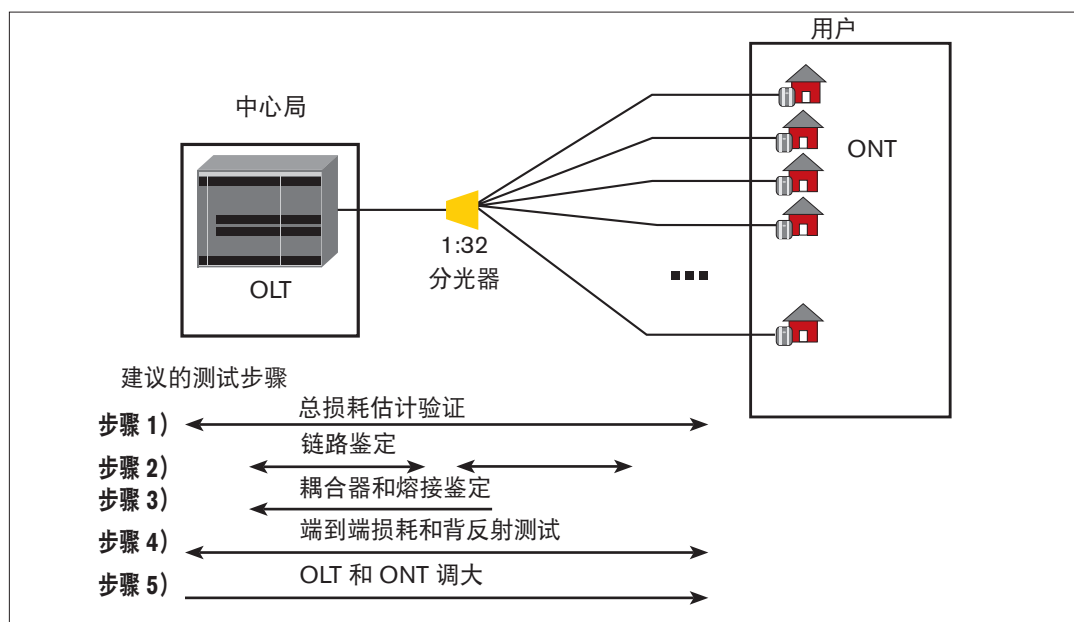 用户
中心局
ONT
OLT
1:32
分光器
建议的测试步骤
步骤 1） 总损耗估计验证
步骤 2） 链路鉴定
步骤 3） 耦合器和熔接鉴定
步骤 4） 端到端损耗和背反射测试
步骤 5） OLT 和 ONT 调大